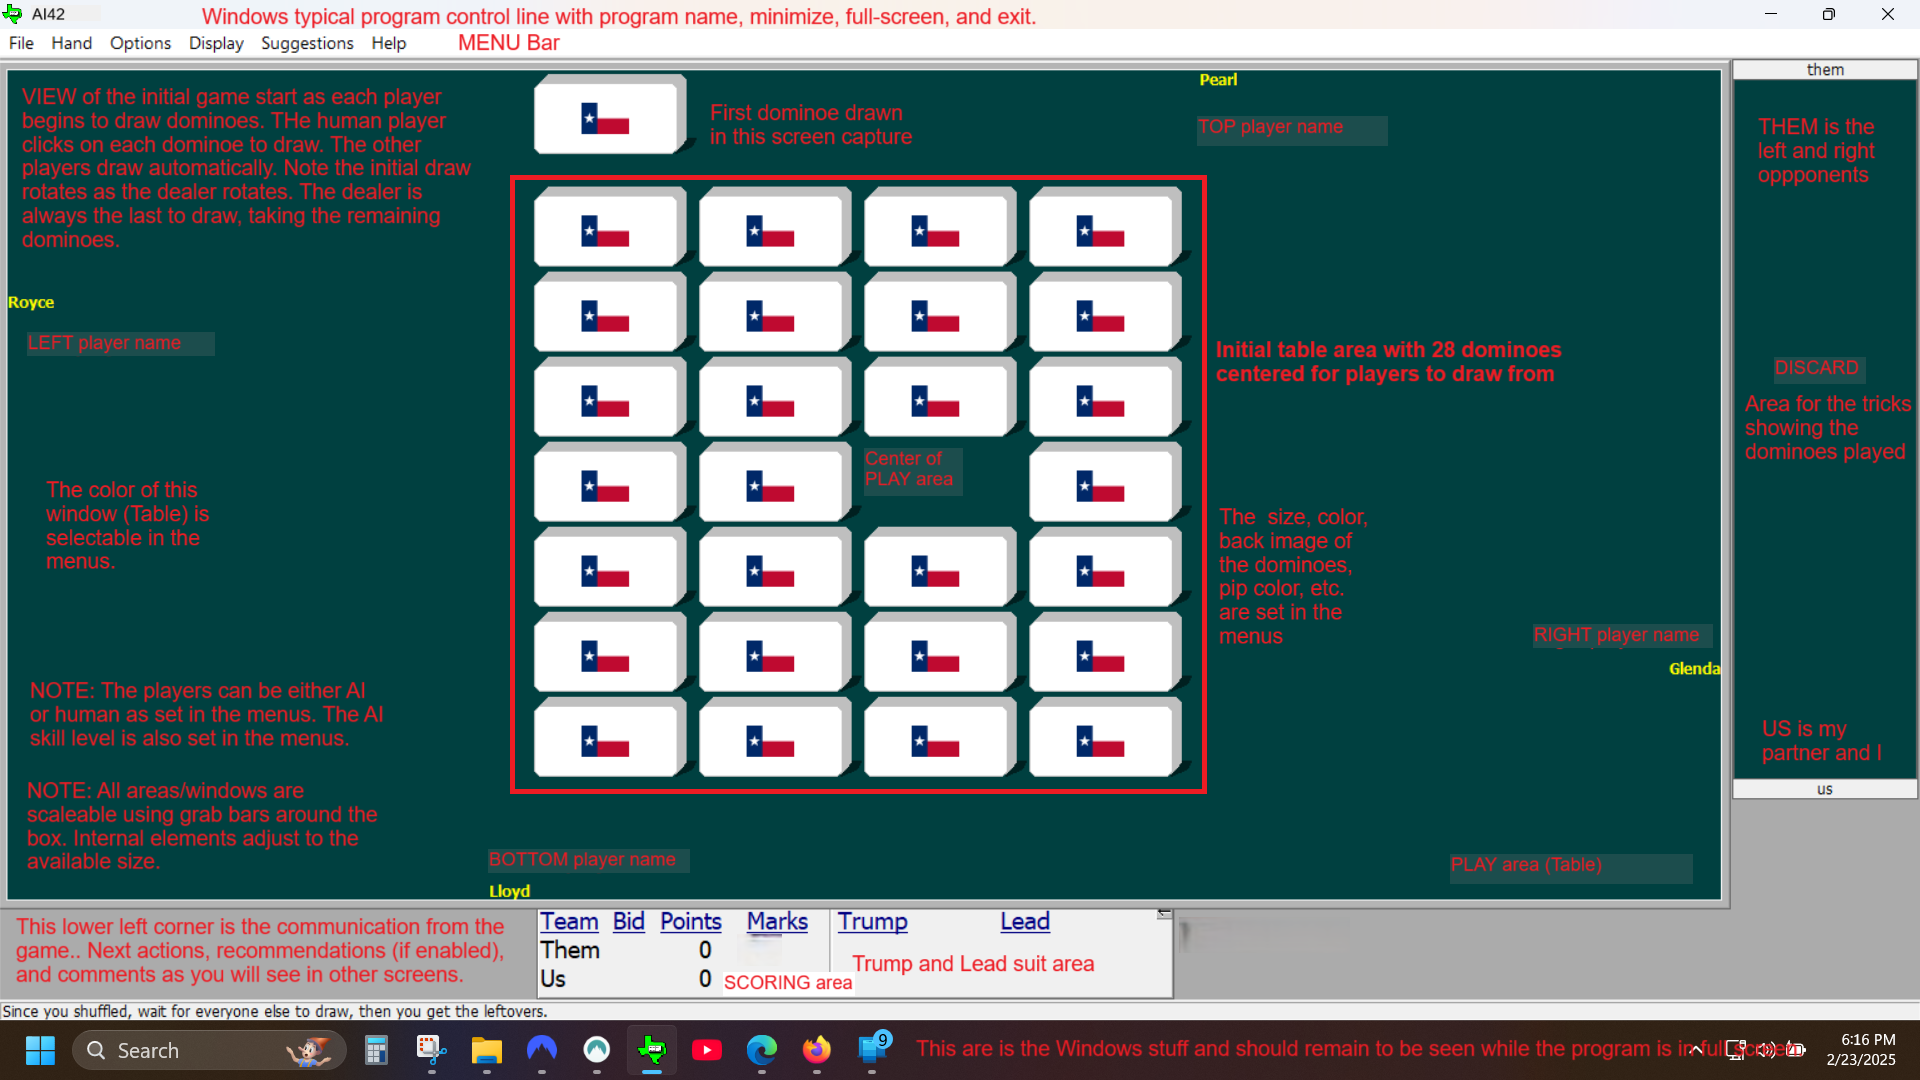 AI42
Windows typical program control line with program name, minimize, full-screen, and exit.
File Hand Options Display Suggestions Help
MENU Bar
VIEW of the initial game start as each player
begins to draw dominoes. THe human player
clicks on each dominoe to draw. The other
players draw automatically. Note the initial draw
rotates as the dealer rotates. The dealer is
always the last to draw, taking the remaining
dominoes.
First dominoe drawn
in this screen capture
Pearl
TOP player name
them
THEM is the
left and right
oppponents
Royce
LEFT player name
Initial table area with 28 dominoes
centered for players to draw from
DISCARD
Area for the tricks
showing the
dominoes played
Center of
PLAY area
The color of this
window (Table) is
selectable in the
menus.
The size, color,
back image of
the dominoes,
pip color, etc.
are set in the
menus
RIGHT player name
Glenda
NOTE: The players can be either AI
or human as set in the menus. The AI
skill level is also set in the menus.
US is my
partner and I
us
NOTE: All areas/windows are
scaleable using grab bars around the
box. Internal elements adjust to the
available size.
BOTTOM player name
Lloyd
PLAY area (Table)
This lower left corner is the communication from the
game.. Next actions, recommendations (if enabled),
and comments as you will see in other screens.
Team Bid Points Marks Trump Lead
Them 0
Us 0
SCORING area
Trump and Lead suit area
Since you shuffled, wait for everyone else to draw, then you get the leftovers.
Search
9
This are is the Windows stuff and should remain to be seen while the program is in full screen
6:16 PM
2/23/2025